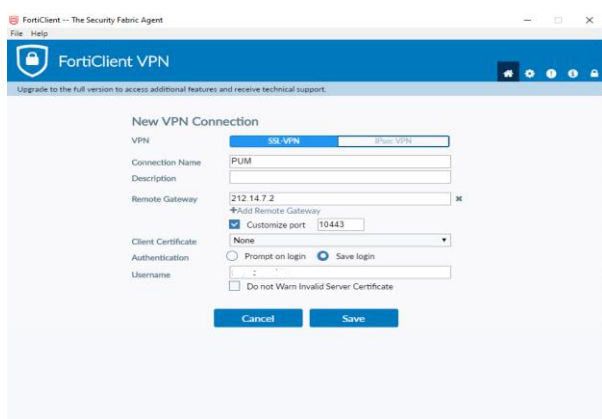 FortiClient -- The Security Fabric Agent
File Help
FortiClient VPN
Upgrade to the full version to access additional features and receive technical support.
New VPN Connection
VPN SSL-VPN IPsec VPN
Connection Name PUM
Description
Remote Gateway 212.14.7.2
+Add Remote Gateway
Customize port 10443
Client Certificate None
Authentication Prompt on login Save login
Username
Do not Warn Invalid Server Certificate
Cancel Save